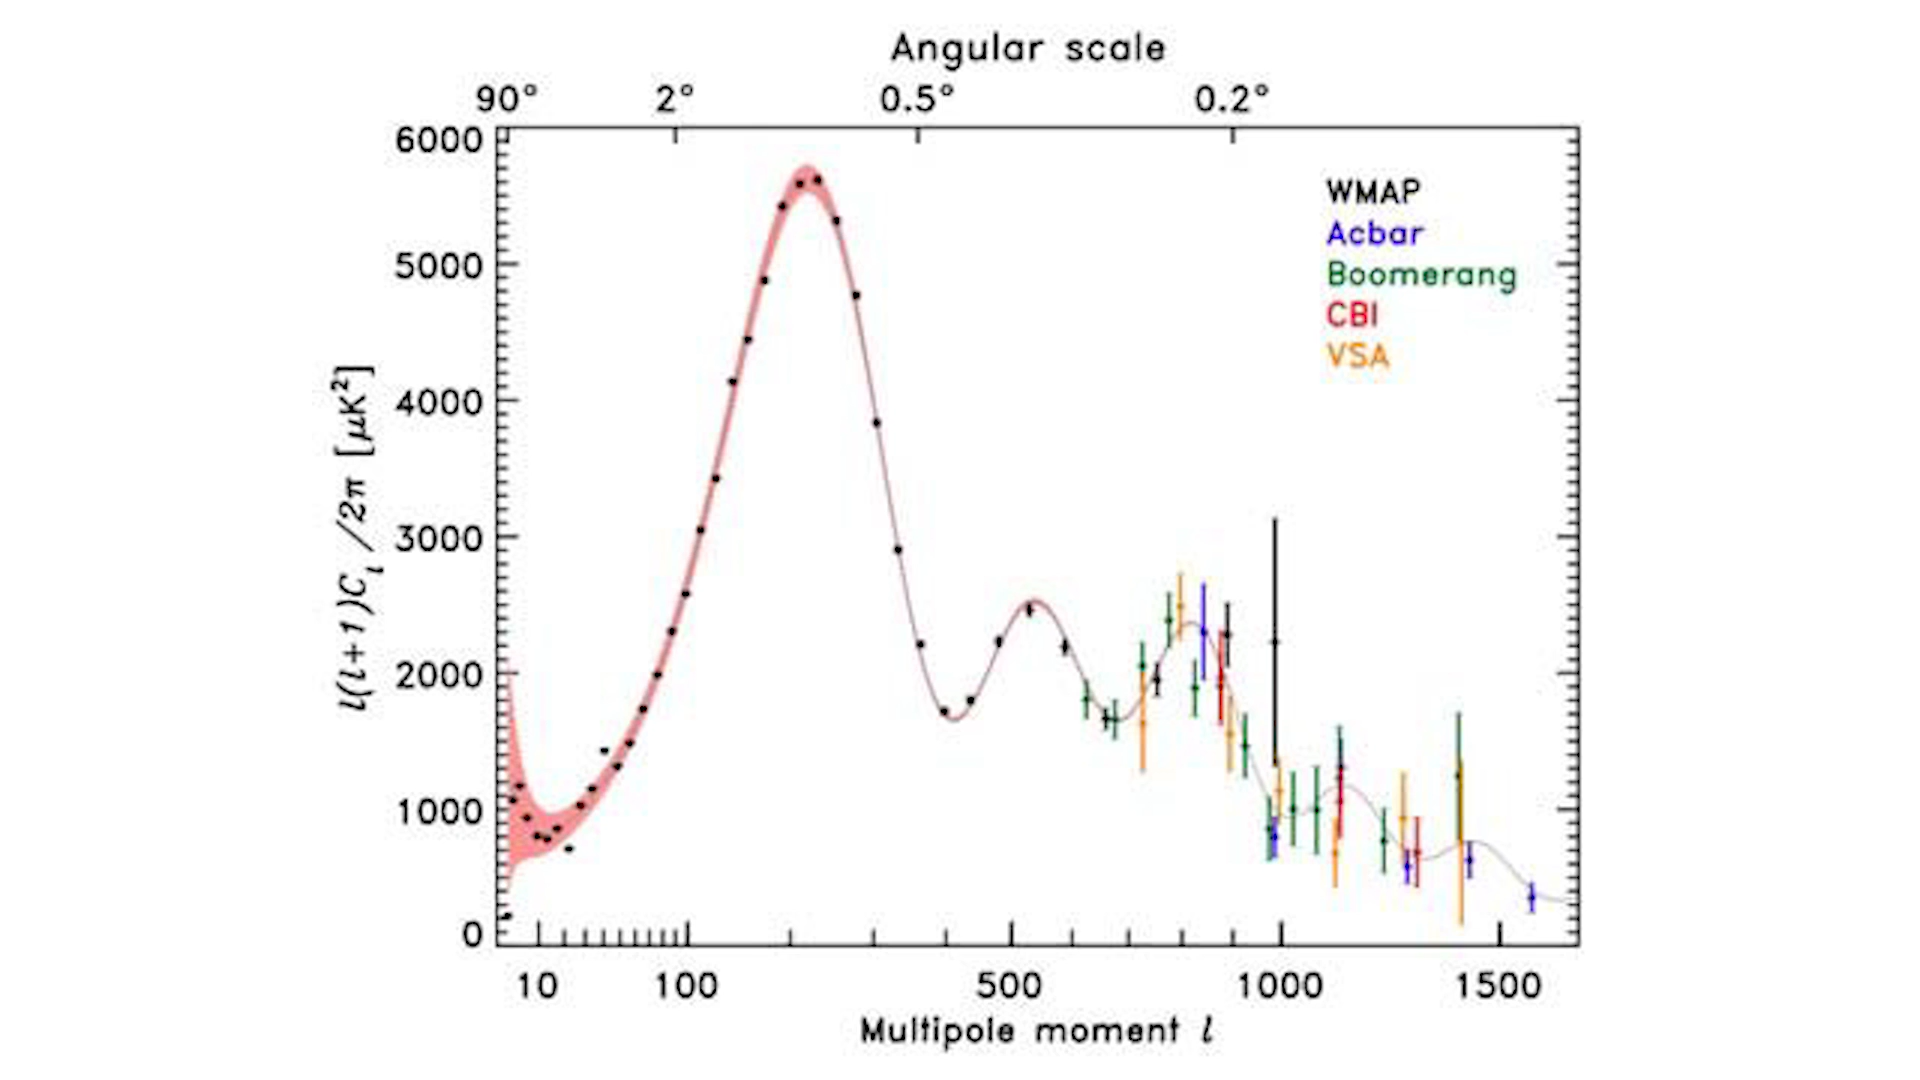 Angular scale
90° 2° 0.5° 0.2°
6000
5000
4000
3000
2000
1000
0
l(l+1)Cₗ/2π [μK²]
WMAP
Acbar
Boomerang
CBI
VSA
10 100 500 1000 1500
Multipole moment l